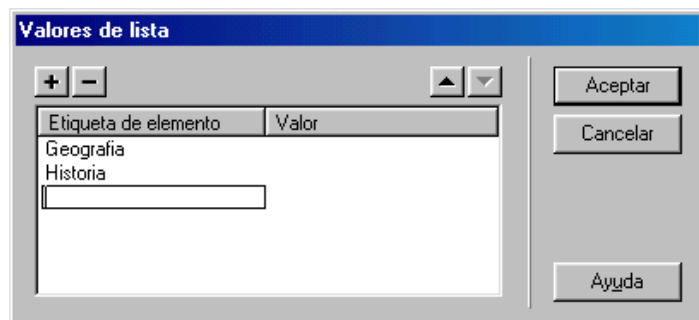 Valores de lista
Etiqueta de elemento
Valor
Geografia
Historia
Aceptar
Cancelar
Ayuda